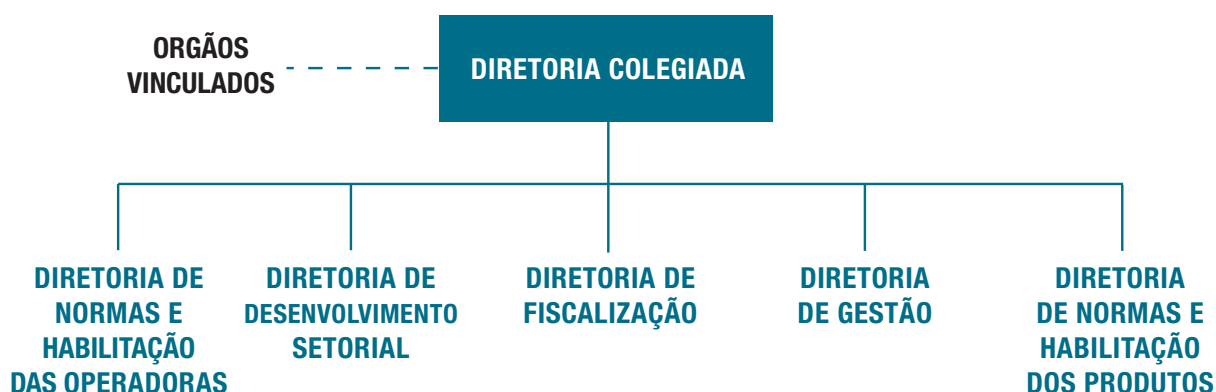 ORGÃOS
VINCULADOS
DIRETORIA COLEGIADA
DIRETORIA DE
NORMAS E
HABILITAÇÃO
DAS OPERADORAS
DIRETORIA DE
DESENVOLVIMENTO
SETORIAL
DIRETORIA DE
FISCALIZAÇÃO
DIRETORIA
DE GESTÃO
DIRETORIA
DE NORMAS E
HABILITAÇÃO
DOS PRODUTOS